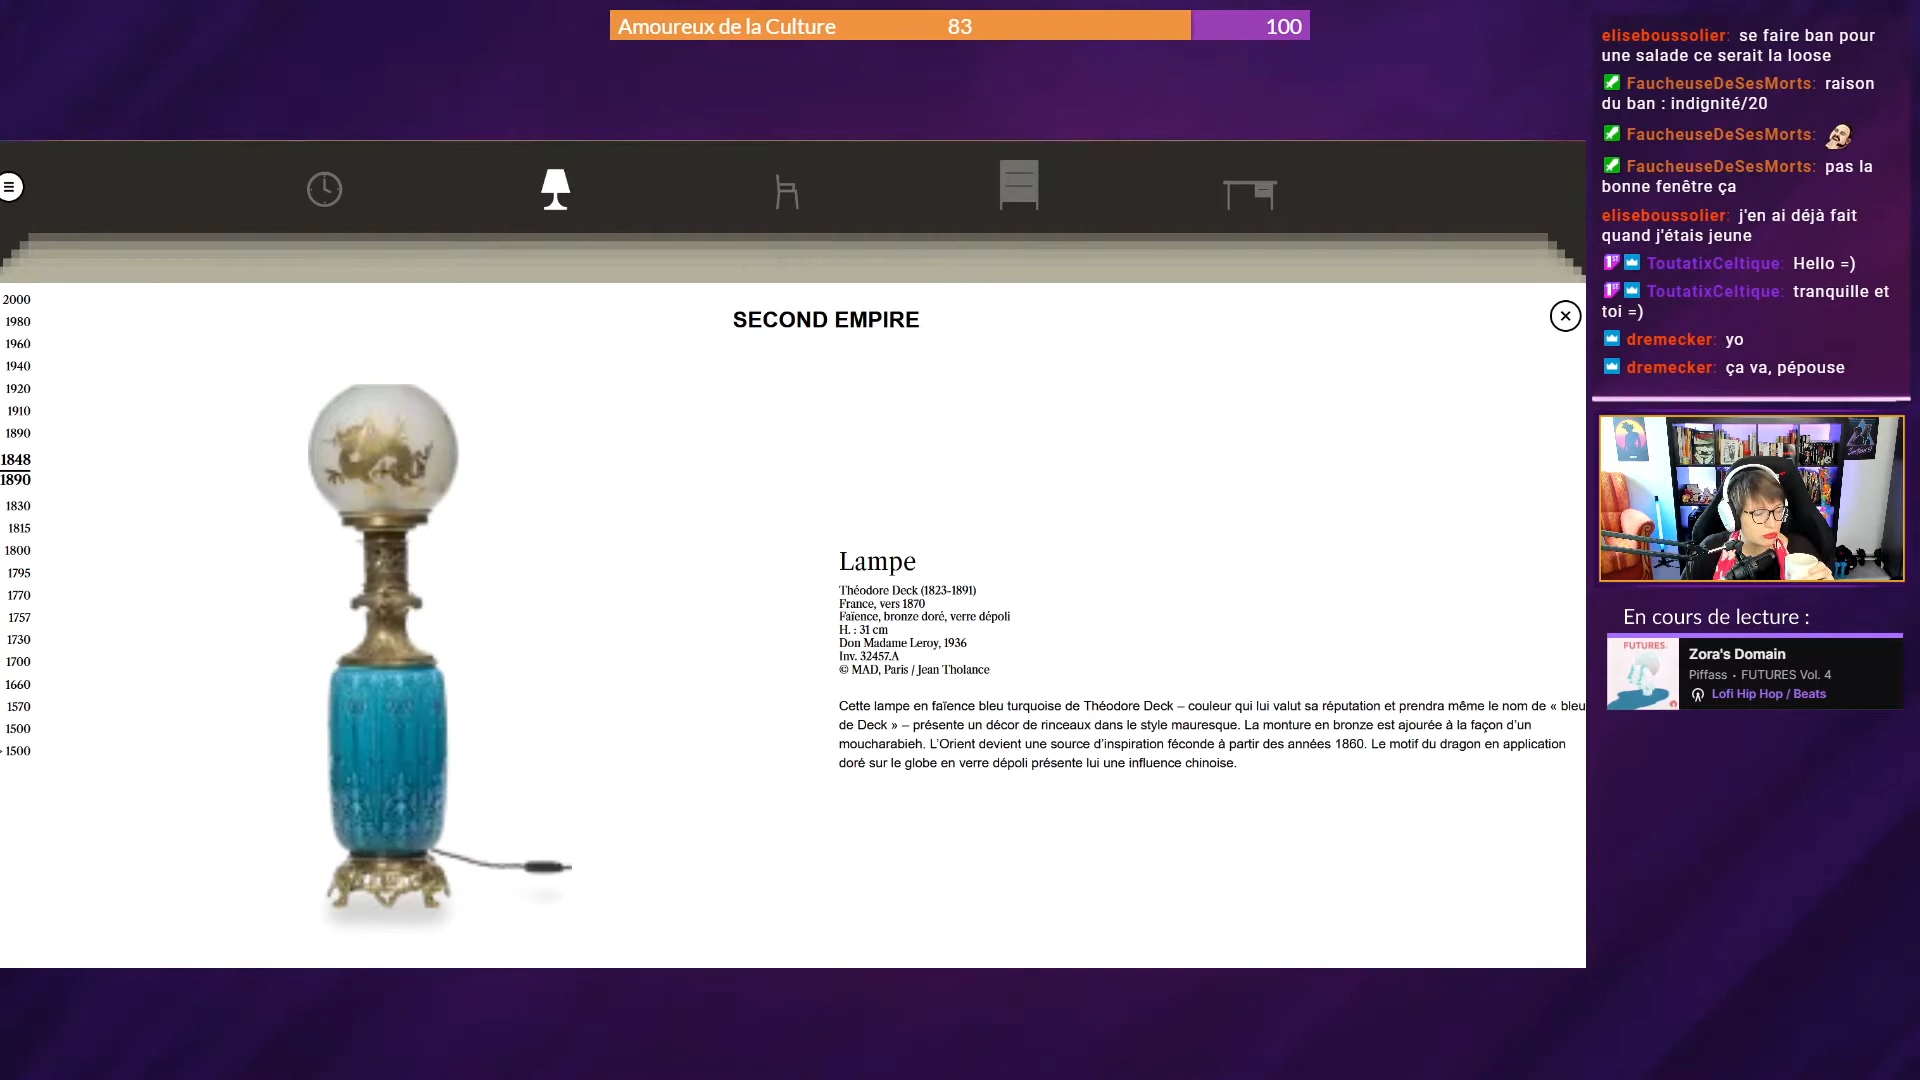 Amoureux de la Culture 83 100
2000
1980
1960
1940
1920
1910
1890
1848
1890
1830
1815
1800
1795
1770
1757
1730
1700
1660
1570
1500
1500
SECOND EMPIRE
Lampe
Théodore Deck (1823-1891)
France, vers 1870
Faïence, bronze doré, verre dépoli
H. : 31 cm
Don Madame Leroy, 1936
Inv. 32457.A
© MAD, Paris / Jean Tholance
Cette lampe en faïence bleu turquoise de Théodore Deck – couleur qui lui valut sa réputation et prendra même le nom de « bleu
de Deck » – présente un décor de rinceaux dans le style mauresque. La monture en bronze est ajourée à la façon d’un
moucharabieh. L’Orient devient une source d’inspiration féconde à partir des années 1860. Le motif du dragon en application
doré sur le globe en verre dépoli présente lui une influence chinoise.
eliseboussolier: se faire ban pour
une salade ce serait la loose
FaucheuseDeSesMorts: raison
du ban : indignité/20
FaucheuseDeSesMorts:
FaucheuseDeSesMorts: pas la
bonne fenêtre ça
eliseboussolier: j'en ai déjà fait
quand j'étais jeune
ToutatixCeltique: Hello =)
ToutatixCeltique: tranquille et
toi =)
dremecker: yo
dremecker: ça va, pépouse
En cours de lecture :
FUTURES
Zora's Domain
Piffass • FUTURES Vol. 4
Lofi Hip Hop / Beats